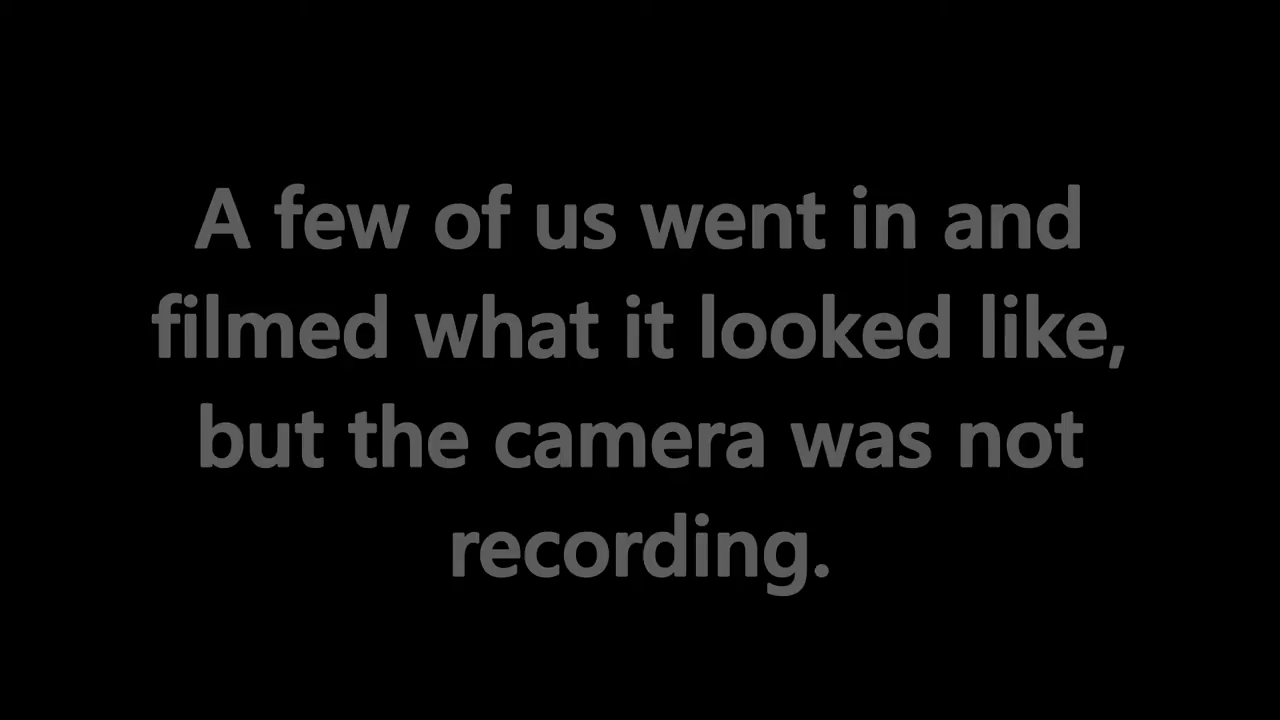 A few of us went in and
filmed what it looked like,
but the camera was not
recording.